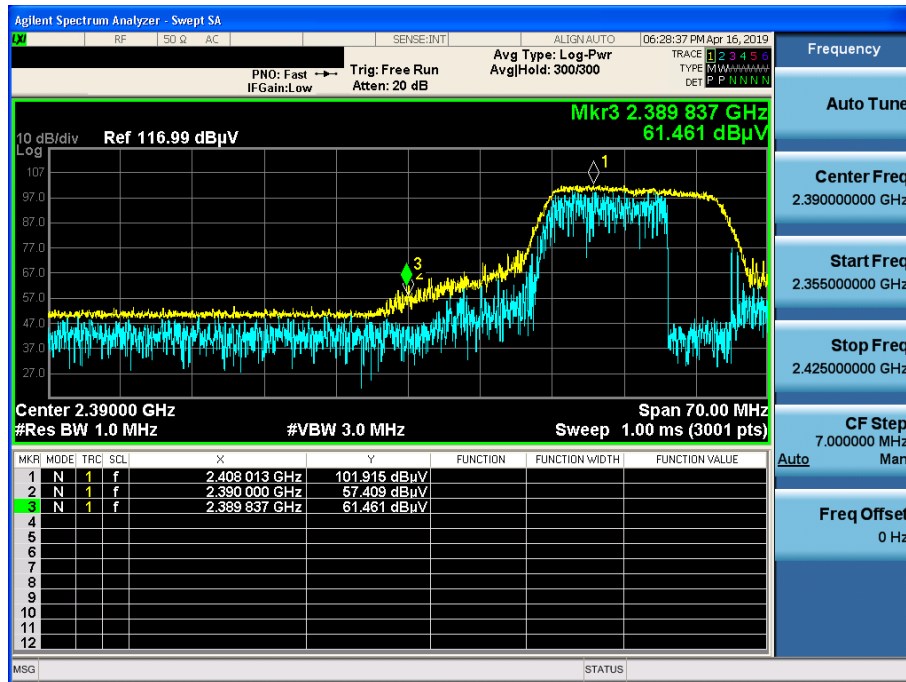 Agilent Spectrum Analyzer - Swept SA
LXI RF 50 Ω AC SENSE:INT ALIGN AUTO 06:28:37 PM Apr 16, 2019
Frequency
PNO: Fast Trig: Free Run Avg Type: Log-Pwr TRACE 1 2 3 4 5 6
IFGain:Low Atten: 20 dB Avg|Hold: 300/300 TYPE M W W W W W
DET P P N N N N
Auto Tune
Mkr3 2.389 837 GHz
61.461 dBµV
10 dB/div Ref 116.99 dBµV
Log
107
97.0
87.0
77.0
67.0
57.0
47.0
37.0
27.0
1
3
2
Center Freq
2.390000000 GHz
Start Freq
2.355000000 GHz
Stop Freq
2.425000000 GHz
Center 2.39000 GHz Span 70.00 MHz
#Res BW 1.0 MHz #VBW 3.0 MHz Sweep 1.00 ms (3001 pts)
CF Step
7.000000 MHz
Auto Man
Freq Offset
0 Hz
MKR MODE TRC SCL X Y FUNCTION FUNCTION WIDTH FUNCTION VALUE
1 N 1 f 2.408 013 GHz 101.915 dBµV
2 N 1 f 2.390 000 GHz 57.409 dBµV
3 N 1 f 2.389 837 GHz 61.461 dBµV
4
5
6
7
8
9
10
11
12
MSG STATUS